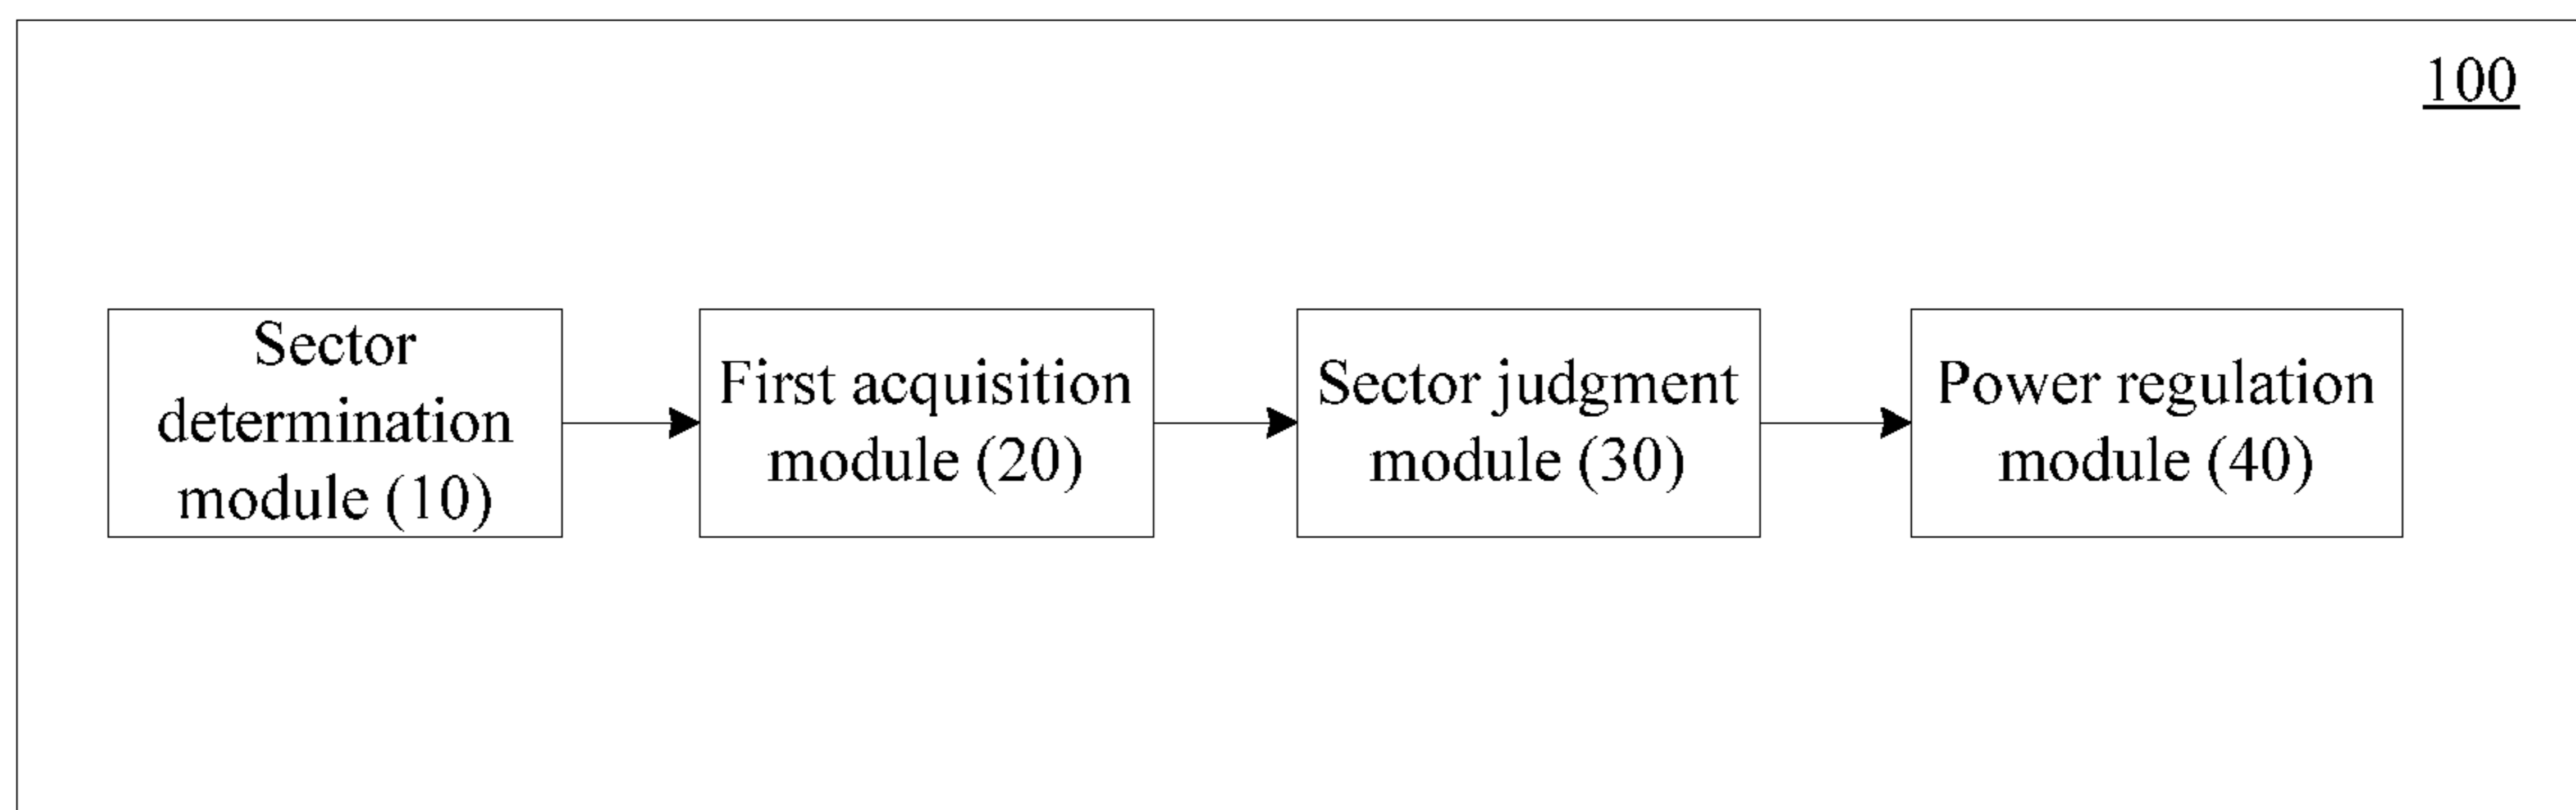 100
Sector
determination
module (10)
First acquisition
module (20)
Sector judgment
module (30)
Power regulation
module (40)